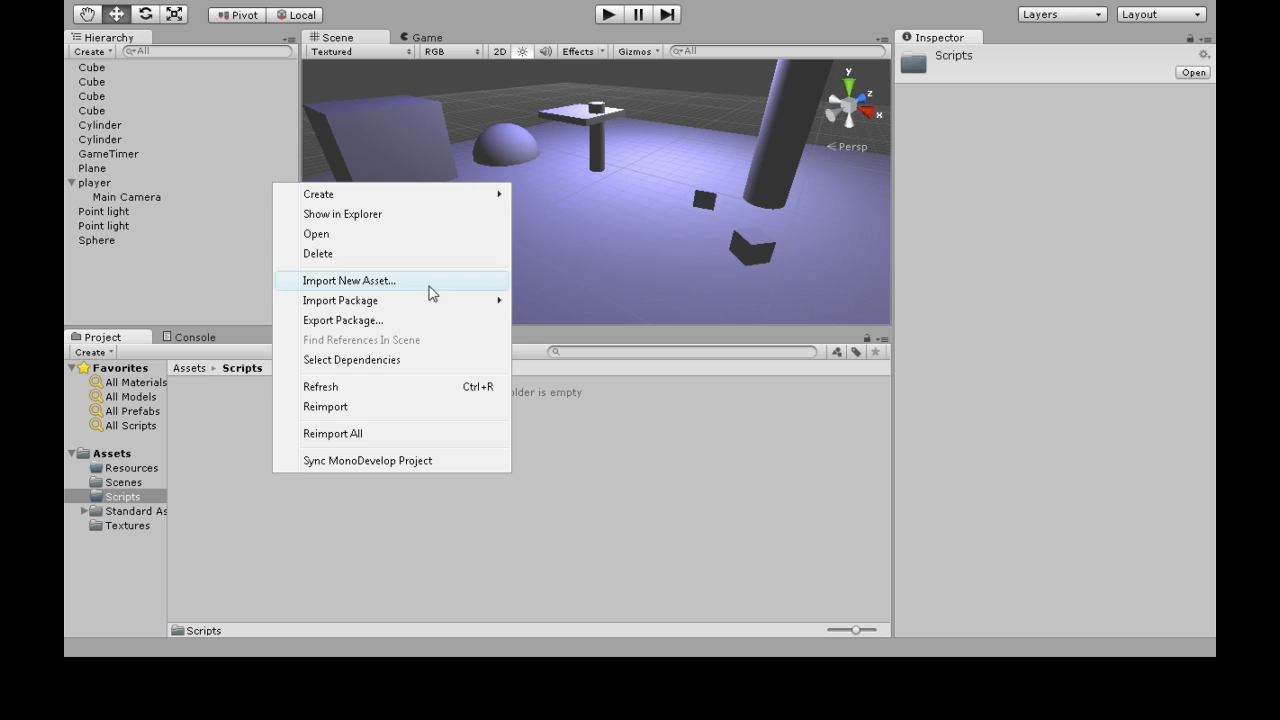 Pivot Local Layers Layout
Hierarchy Scene Game Inspector
Create All Textured RGB 2D Effects Gizmos All
Scripts
Open
Cube
Cube
Cube
Cube
Cylinder
Cylinder
GameTimer
Plane
player
Main Camera
Point light
Point light
Sphere
y
z
x
Persp
Create
Show in Explorer
Open
Delete
Import New Asset...
Import Package
Export Package...
Find References In Scene
Select Dependencies
Refresh Ctrl+R
Reimport
Reimport All
Sync MonoDevelop Project
Project Console
Create
Favorites
All Materials
All Models
All Prefabs
All Scripts
Assets
Resources
Scenes
Scripts
Standard As
Textures
Assets Scripts
older is empty
Scripts